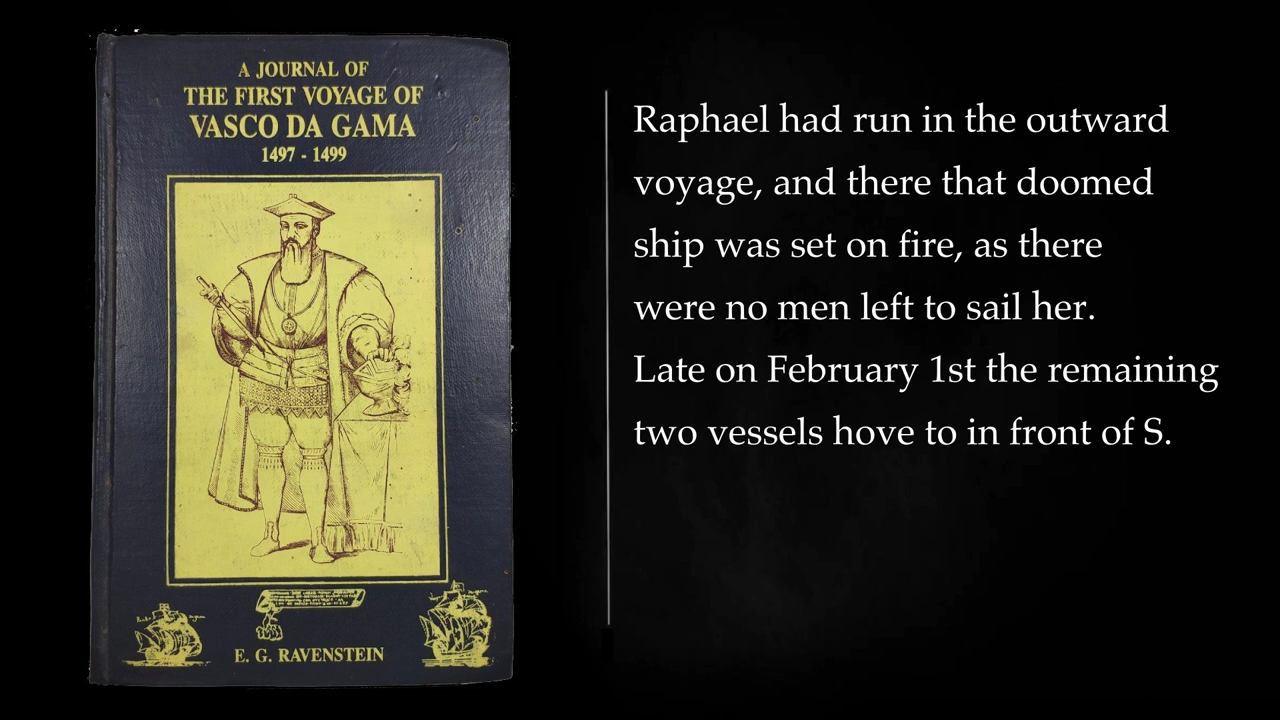 A JOURNAL OF
THE FIRST VOYAGE OF
VASCO DA GAMA
1497 - 1499
E. G. RAVENSTEIN
Raphael had run in the outward
voyage, and there that doomed
ship was set on fire, as there
were no men left to sail her.
Late on February 1st the remaining
two vessels hove to in front of S.